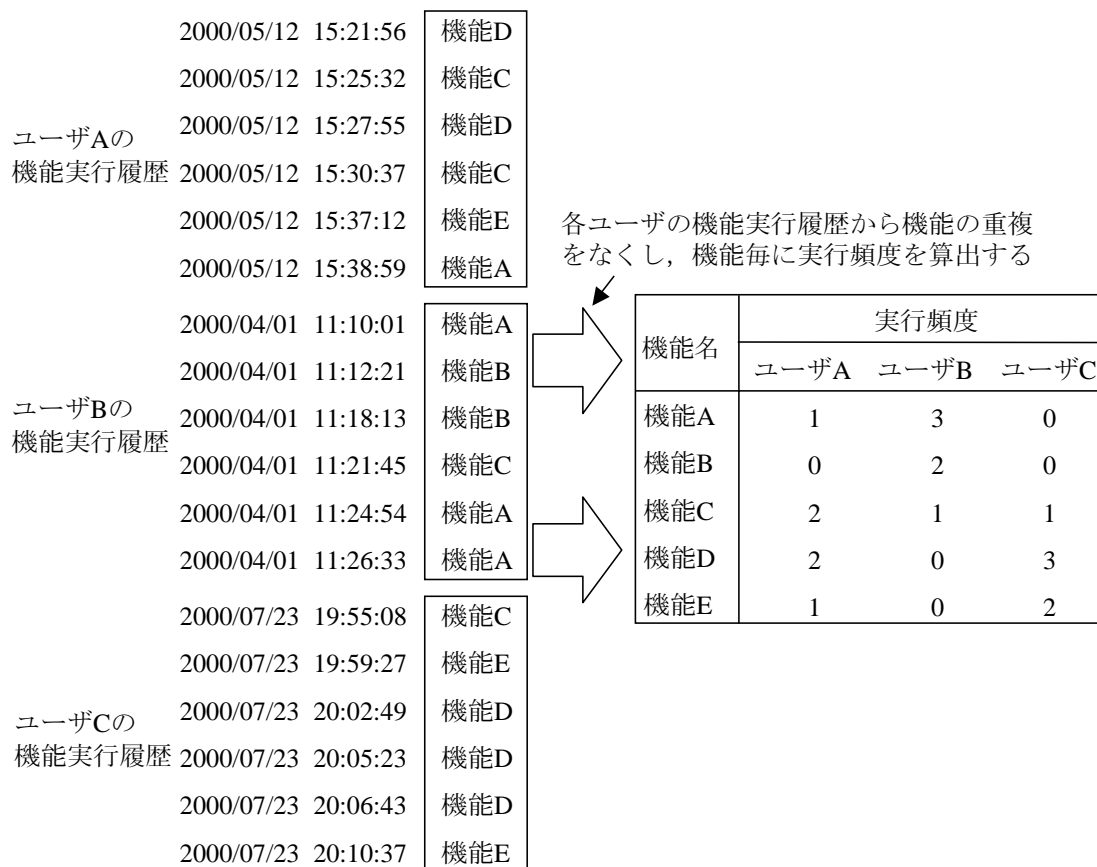 2000/05/12 15:21:56 機能D
2000/05/12 15:25:32 機能C
2000/05/12 15:27:55 機能D
ユーザAの
機能実行履歴
2000/05/12 15:30:37 機能C
2000/05/12 15:37:12 機能E
2000/05/12 15:38:59 機能A
2000/04/01 11:10:01 機能A
2000/04/01 11:12:21 機能B
ユーザBの
機能実行履歴
2000/04/01 11:18:13 機能B
2000/04/01 11:21:45 機能C
2000/04/01 11:24:54 機能A
2000/04/01 11:26:33 機能A
2000/07/23 19:55:08 機能C
2000/07/23 19:59:27 機能E
2000/07/23 20:02:49 機能D
ユーザCの
機能実行履歴
2000/07/23 20:05:23 機能D
2000/07/23 20:06:43 機能D
2000/07/23 20:10:37 機能E
各ユーザの機能実行履歴から機能の重複
をなくし，機能毎に実行頻度を算出する
機能名 実行頻度
ユーザA ユーザB ユーザC
機能A 1 3 0
機能B 0 2 0
機能C 2 1 1
機能D 2 0 3
機能E 1 0 2